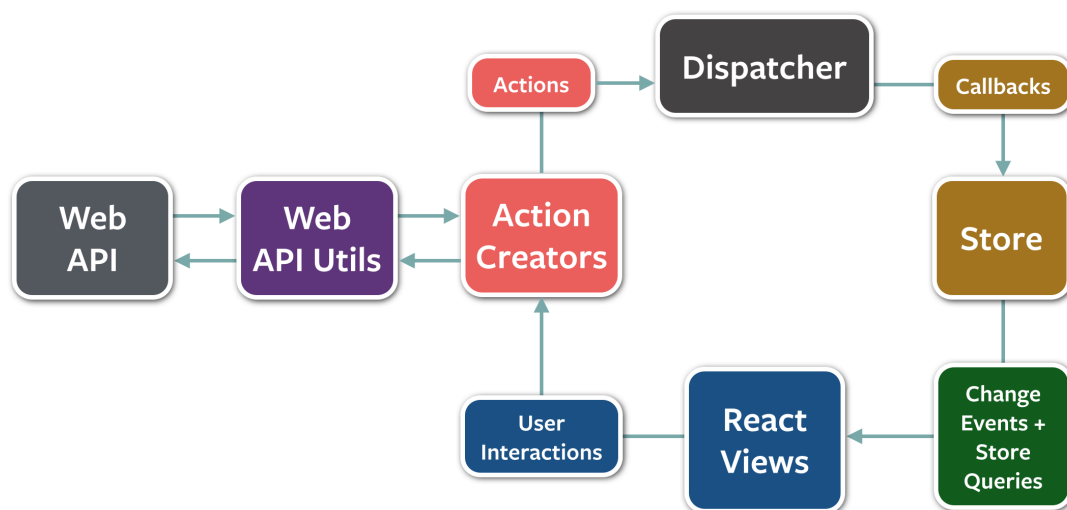 Actions
Dispatcher
Callbacks
Web
API
Web
API Utils
Action
Creators
Store
User
Interactions
React
Views
Change
Events +
Store
Queries